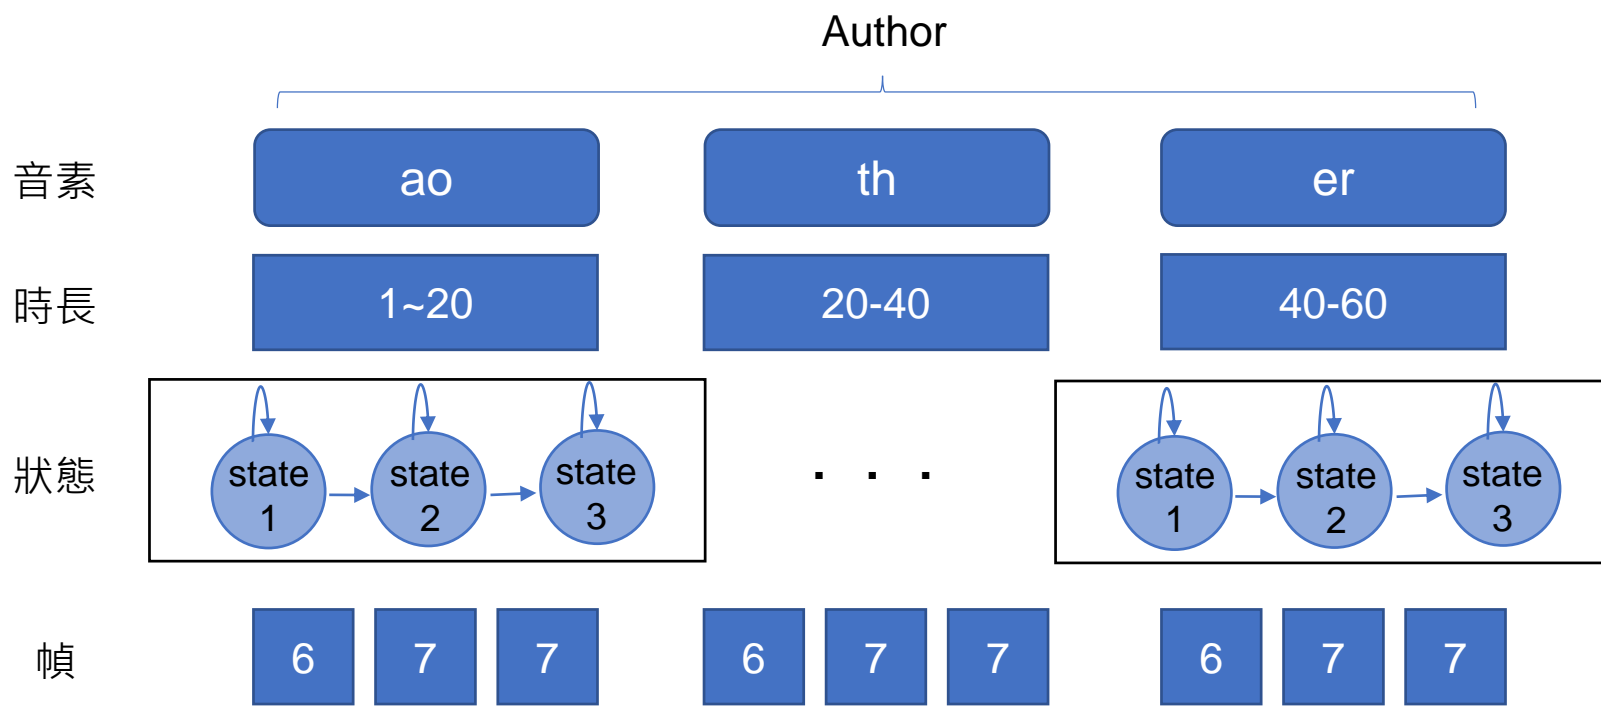 Author
音素 ao th er
時長 1~20 20-40 40-60
狀態 state 1 state 2 state 3 . . . state 1 state 2 state 3
幀 6 7 7 6 7 7 6 7 7